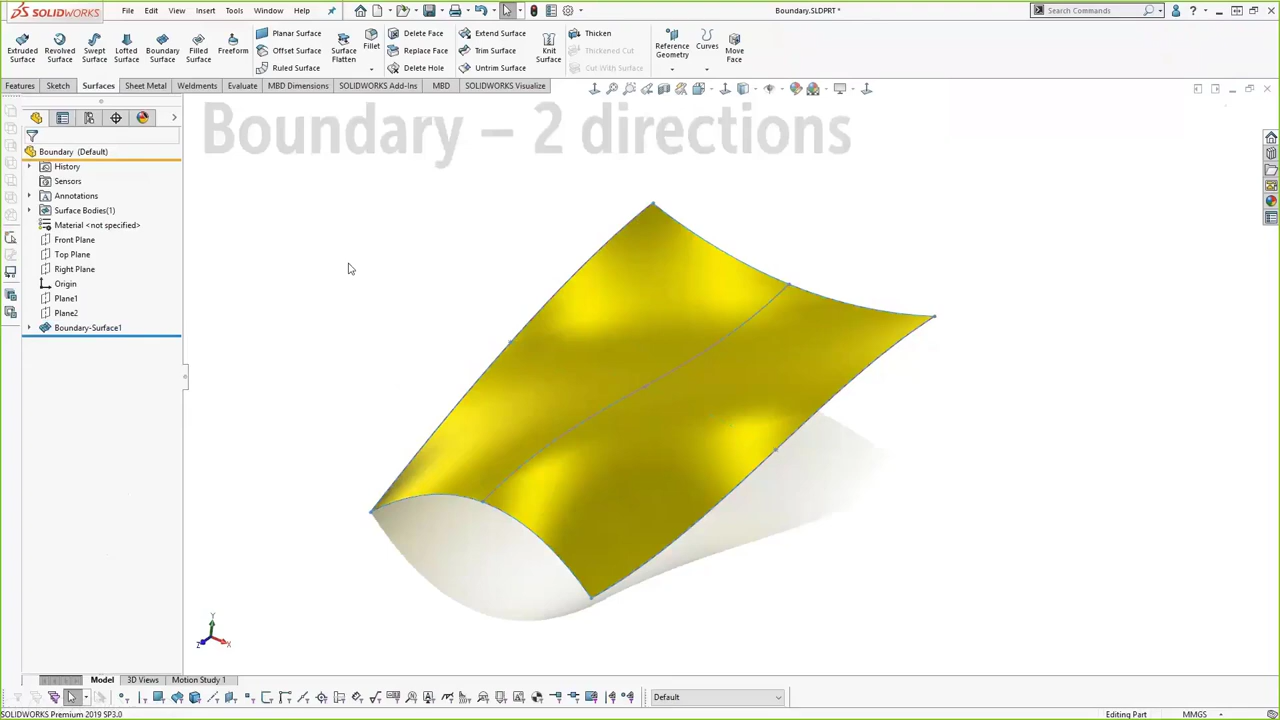 SOLIDWORKS File Edit View Insert Tools Window Help Boundary.SLDPRT * Search Commands ?
Extruded Surface
Revolved Surface
Swept Surface
Lofted Surface
Boundary Surface
Filled Surface
Freeform
Planar Surface
Offset Surface
Ruled Surface
Surface Flatten
Fillet
Delete Face
Replace Face
Delete Hole
Extend Surface
Trim Surface
Untrim Surface
Knit Surface
Thicken
Thickened Cut
Cut With Surface
Reference Geometry
Curves
Move Face
Features Sketch Surfaces Sheet Metal Weldments Evaluate MBD Dimensions SOLIDWORKS Add-Ins MBD SOLIDWORKS Visualize
Boundary – 2 directions
Boundary (Default)
History
Sensors
Annotations
Surface Bodies(1)
Material <not specified>
Front Plane
Top Plane
Right Plane
Origin
Plane1
Plane2
Boundary-Surface1
Y
Z X
Model 3D Views Motion Study 1
Default
SOLIDWORKS Premium 2019 SP3.0 Editing Part MMGS